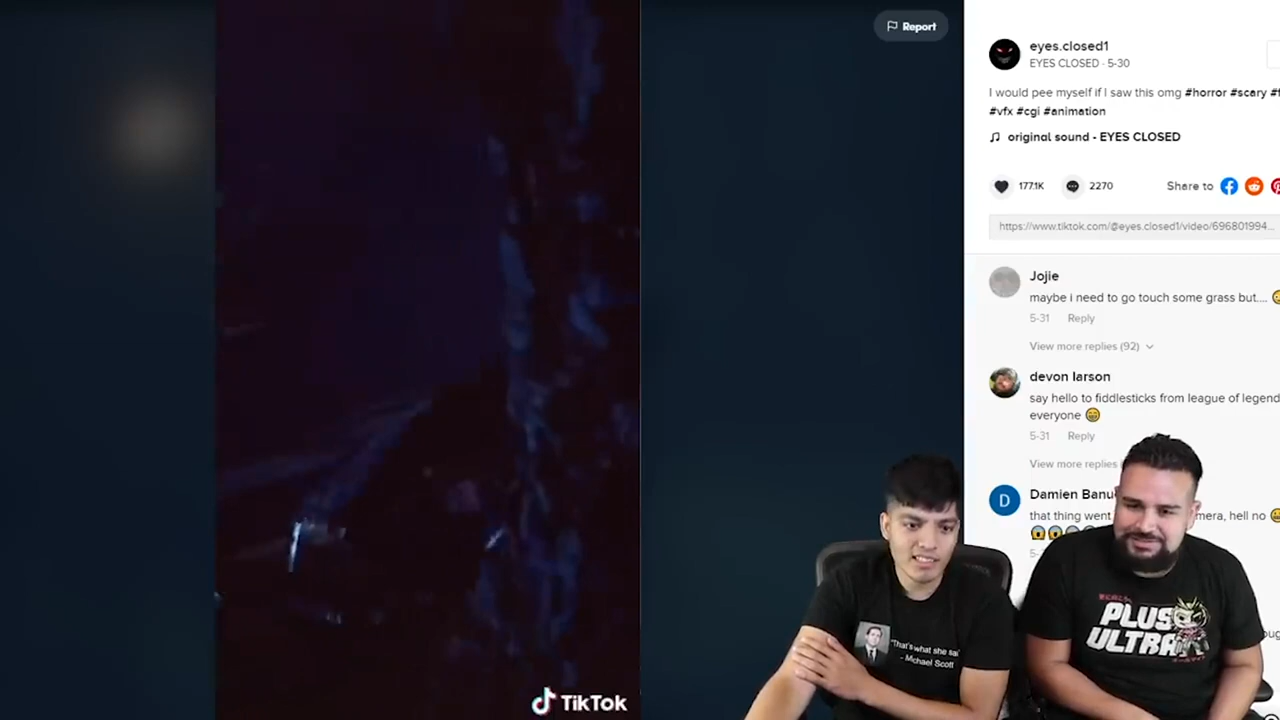 Report
eyes.closed1
EYES CLOSED · 5-30
I would pee myself if I saw this omg #horror #scary
#vfx #cgi #animation
original sound - EYES CLOSED
177.1K
2270
Share to
https://www.tiktok.com/@eyes.closed1/video/696801994...
Jojie
maybe i need to go touch some grass but....
5-31 Reply
View more replies (92)
devon larson
say hello to fiddlesticks from league of legend
everyone 😁
5-31 Reply
View more replies
D
Damien Banu
that thing went mera, hell no
"That's what she sai
- Michael Scott
PLUS
ULTRA
TikTok